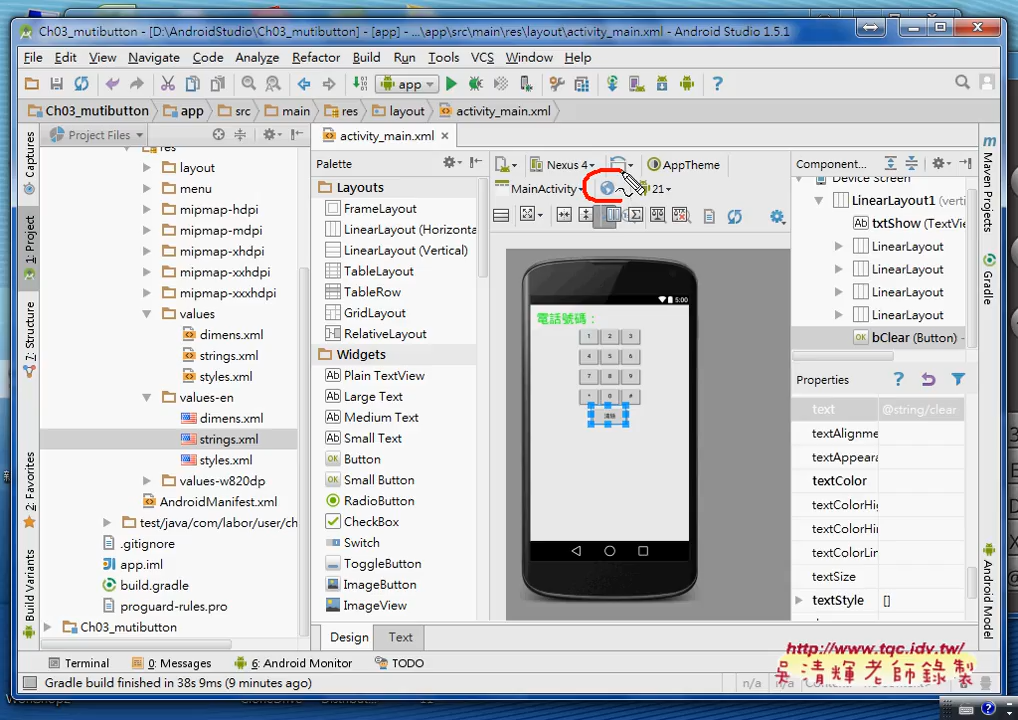 Ch03_mutibutton - [D:\AndroidStudio\Ch03_mutibutton] - [app] - ...\app\src\main\res\layout\activity_main.xml - Android Studio 1.5.1
File Edit View Navigate Code Analyze Refactor Build Run Tools VCS Window Help
app
Ch03_mutibutton app src main res layout activity_main.xml
Project Files
activity_main.xml
res
layout
menu
mipmap-hdpi
mipmap-mdpi
mipmap-xhdpi
mipmap-xxhdpi
mipmap-xxxhdpi
values
dimens.xml
strings.xml
styles.xml
values-en
dimens.xml
strings.xml
styles.xml
values-w820dp
AndroidManifest.xml
test/java/com/labor/user/ch
.gitignore
app.iml
build.gradle
proguard-rules.pro
Ch03_mutibutton
Captures
1: Project
7: Structure
2: Favorites
Build Variants
Palette
Layouts
FrameLayout
LinearLayout (Horizonta
LinearLayout (Vertical)
TableLayout
TableRow
GridLayout
RelativeLayout
Widgets
Plain TextView
Large Text
Medium Text
Small Text
Button
Small Button
RadioButton
CheckBox
Switch
ToggleButton
ImageButton
ImageView
Design Text
Nexus 4 AppTheme
MainActivity 21
5:00
電話號碼：
1 2 3
4 5 6
7 8 9
* 0 #
清除
Component...
Device Screen
LinearLayout1 (verti
txtShow (TextVie
LinearLayout
LinearLayout
LinearLayout
LinearLayout
bClear (Button) -
Properties
text @string/clear
textAlignme
textAppeara
textColor
textColorHig
textColorHin
textColorLin
textSize
textStyle []
Maven Projects
Gradle
Android Model
Terminal 0: Messages 6: Android Monitor TODO
Gradle build finished in 38s 9ms (9 minutes ago)
n/a n/a
http://www.tqc.idv.tw/
吳清輝老師錄製